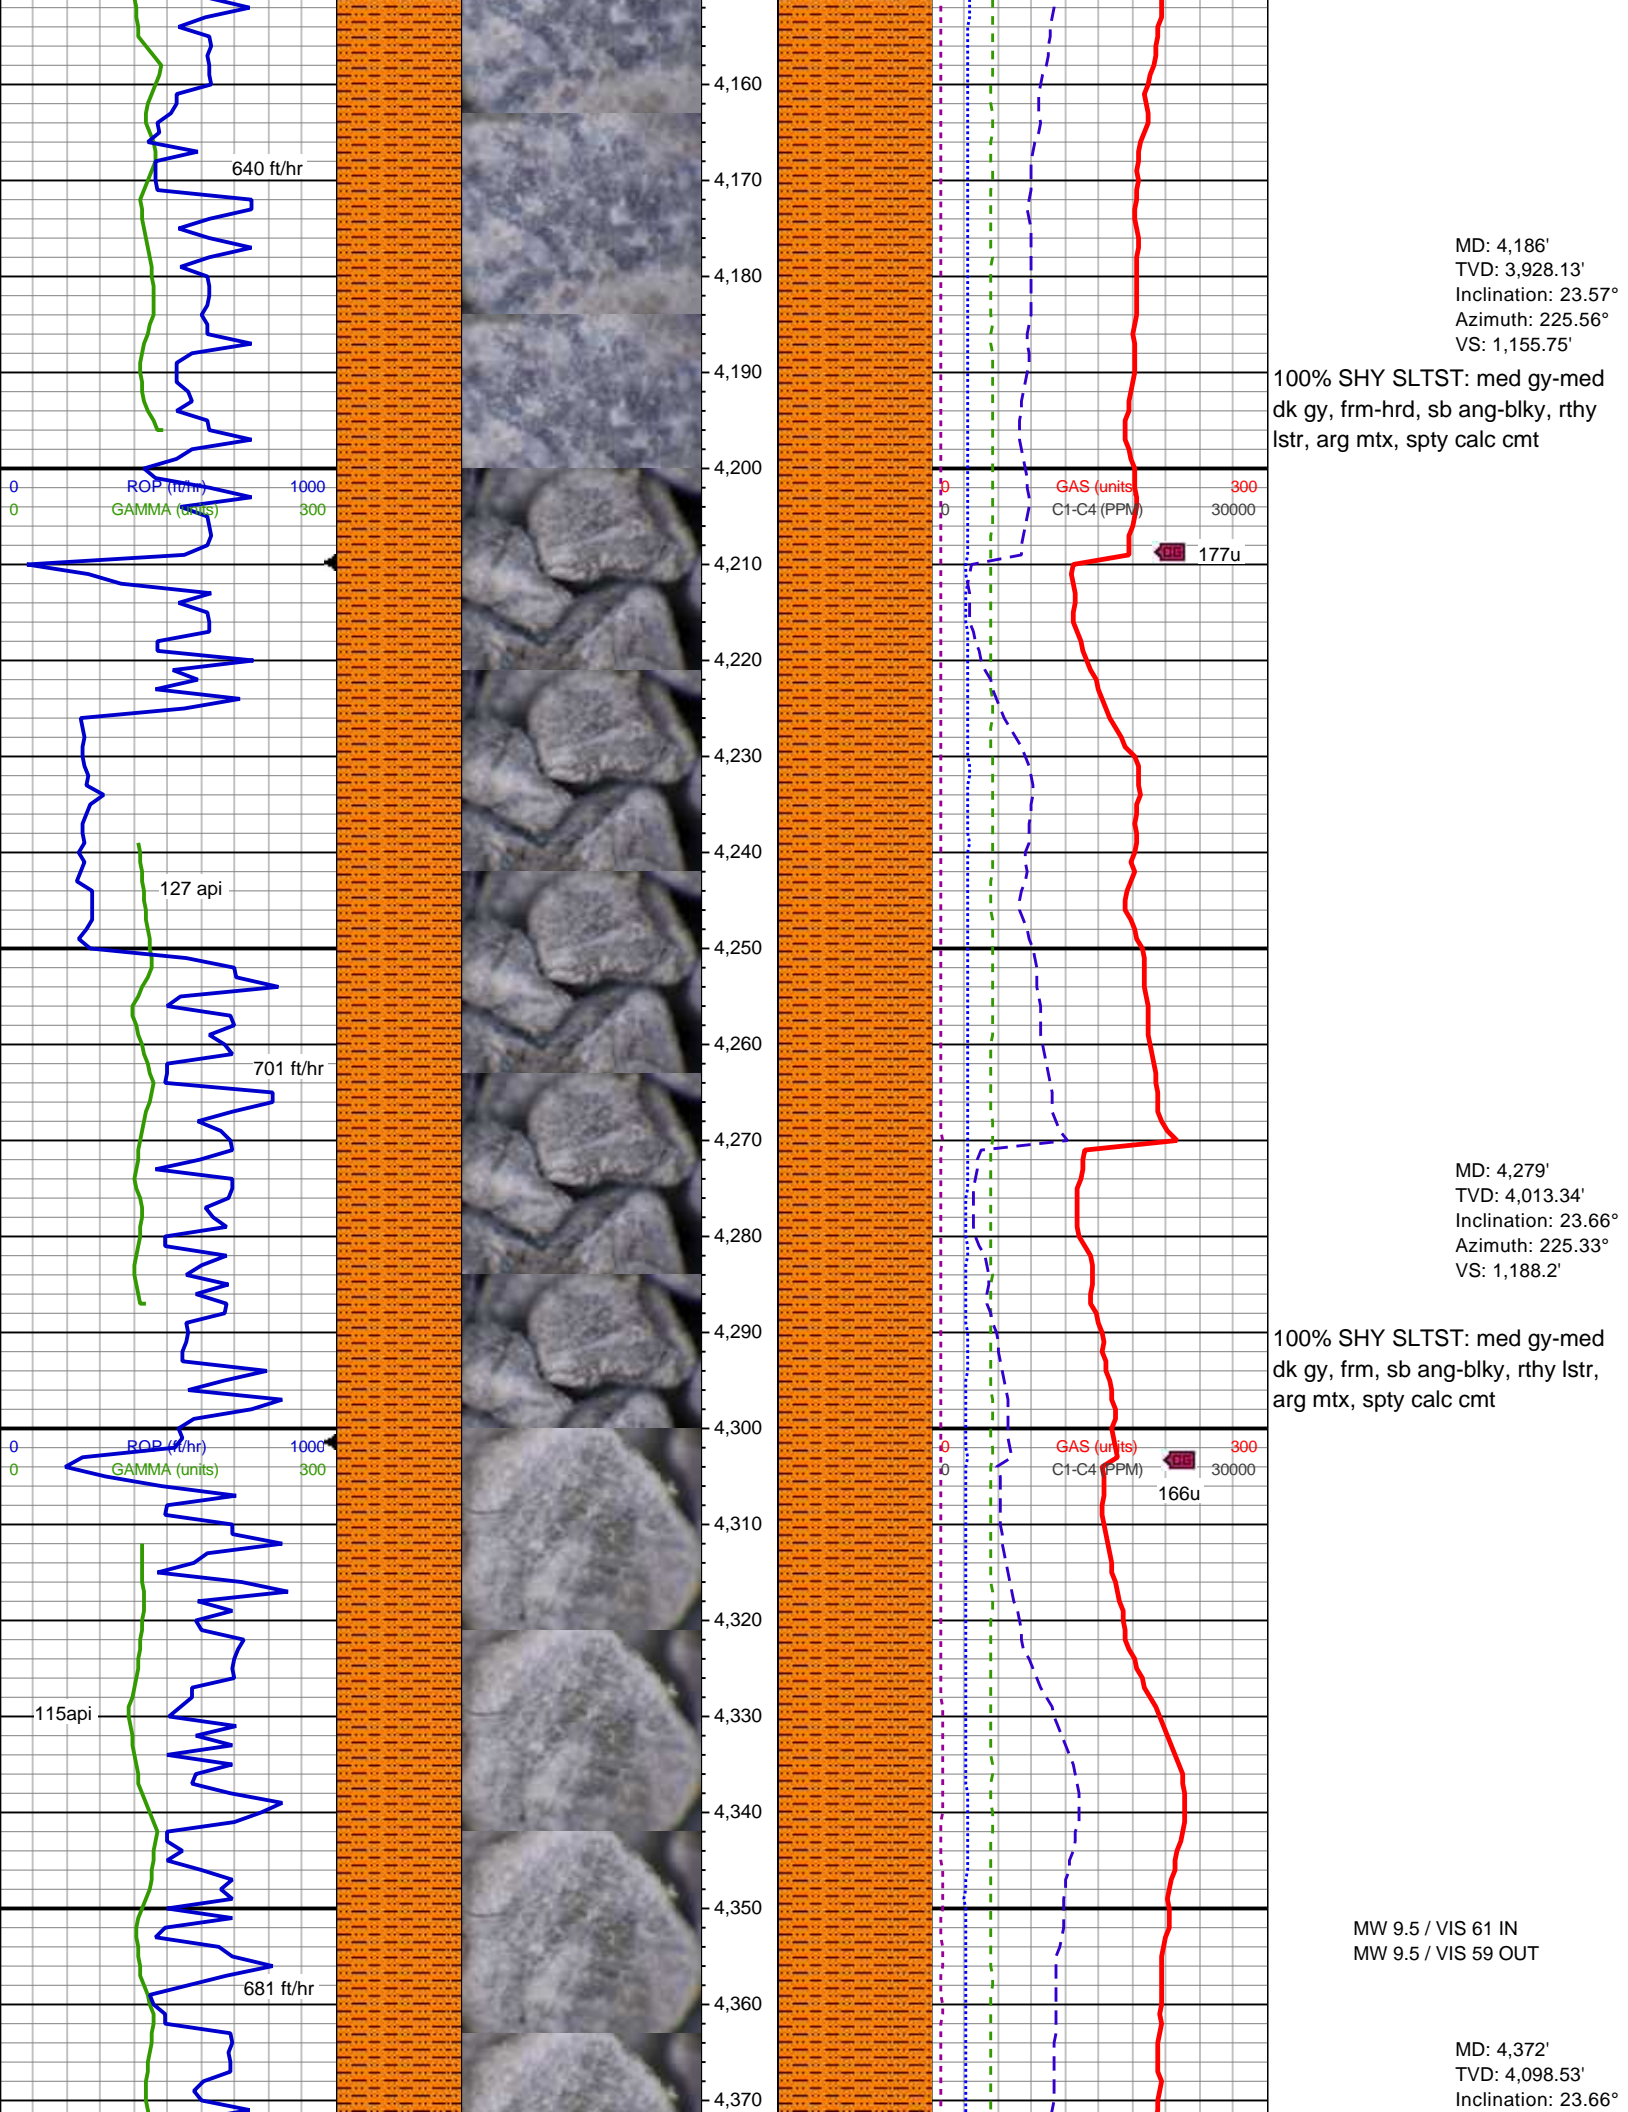 4,160
640 ft/hr
4,170
MD: 4,186'
TVD: 3,928.13'
Inclination: 23.57°
Azimuth: 225.56°
VS: 1,155.75'
4,180
4,190
100% SHY SLTST: med gy-med
dk gy, frm-hrd, sb ang-blky, rthy
lstr, arg mtx, spty calc cmt
4,200
0 ROP (ft/hr) 1000
0 GAMMA (units) 300
0 GAS (units) 300
0 C1-C4 (PPM) 30000
CG 177u
4,210
4,220
4,230
4,240
127 api
4,250
4,260
701 ft/hr
4,270
MD: 4,279'
TVD: 4,013.34'
Inclination: 23.66°
Azimuth: 225.33°
VS: 1,188.2'
4,280
4,290
100% SHY SLTST: med gy-med
dk gy, frm, sb ang-blky, rthy lstr,
arg mtx, spty calc cmt
4,300
0 ROP (ft/hr) 1000
0 GAMMA (units) 300
0 GAS (units) 300
0 C1-C4 (PPM) 30000
CG
166u
4,310
4,320
115api
4,330
4,340
4,350
MW 9.5 / VIS 61 IN
MW 9.5 / VIS 59 OUT
681 ft/hr
4,360
MD: 4,372'
TVD: 4,098.53'
Inclination: 23.66°
4,370